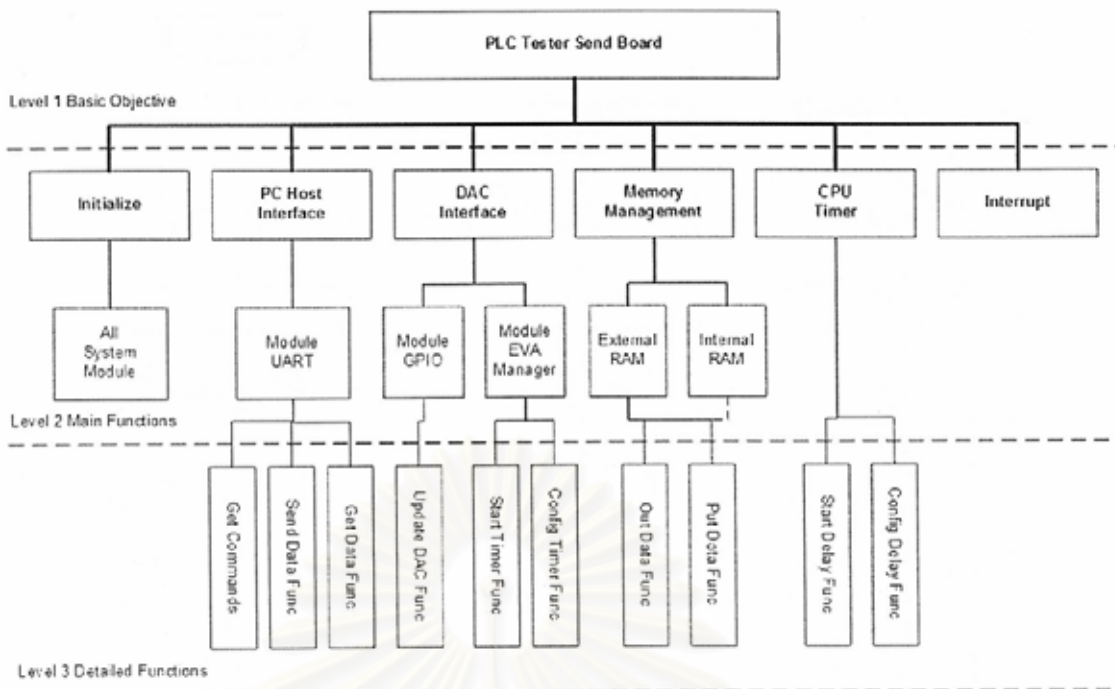 PLC Tester Send Board
Level 1 Basic Objective
Initialize
PC Host
Interface
DAC
Interface
Memory
Management
CPU
Timer
Interrupt
All
System
Module
Module
UART
Module
GPIO
Module
EVA
Manager
External
RAM
Internal
RAM
Level 2 Main Functions
Get Commands
Send Data Func
Get Data Func
Update DAC Func
Start Timer Func
Config Timer Func
Out Data Func
Put Data Func
Start Delay Func
Config Delay Func
Level 3 Detailed Functions